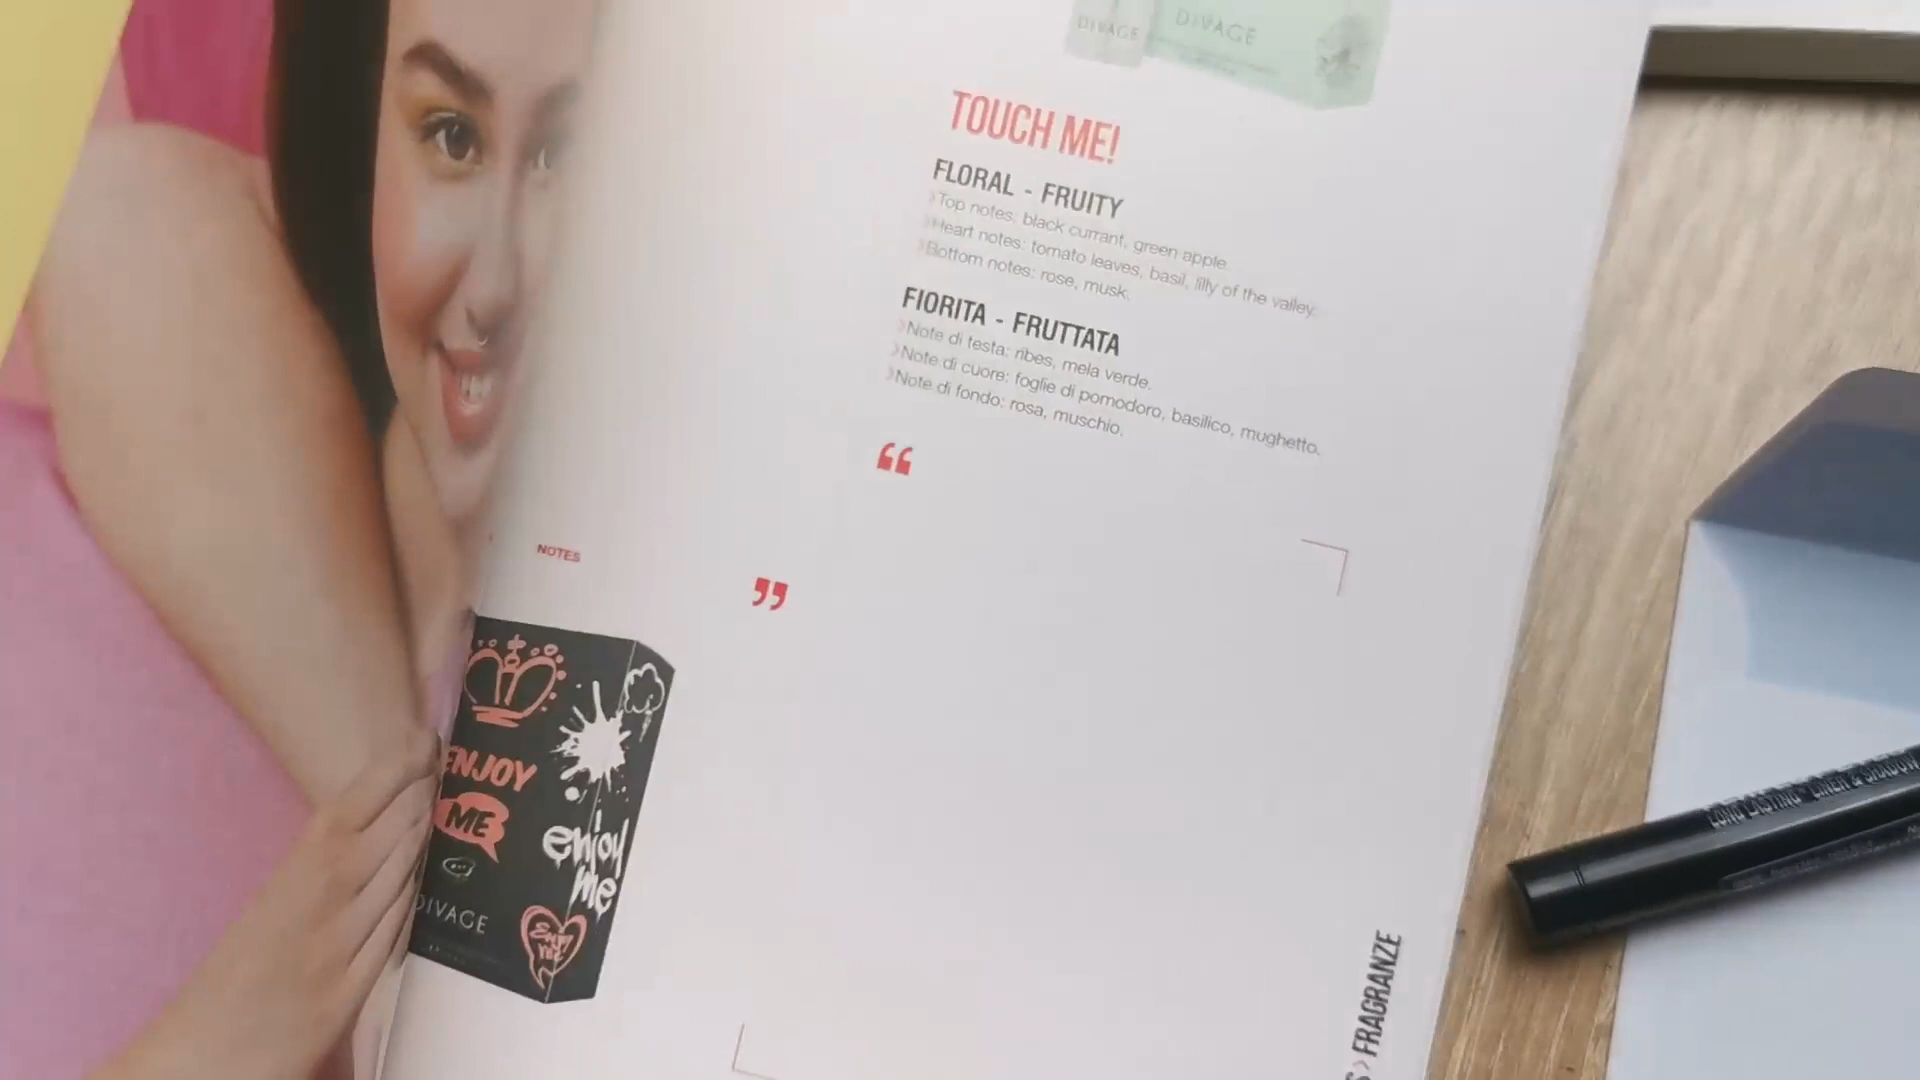 DIVAGE
DIVAGE
TOUCH ME!
FLORAL - FRUITY
Top notes: black currant, green apple.
Heart notes: tomato leaves, basil, lilly of the valley.
Bottom notes: rose, musk.
FIORITA - FRUTTATA
Note di testa: ribes, mela verde.
Note di cuore: foglie di pomodoro, basilico, mughetto.
Note di fondo: rosa, muschio.
“
NOTES
”
ENJOY
ME
DIVAGE
enjoy
me
LONG LASTING LINER & SHADOW
› FRAGRANZE